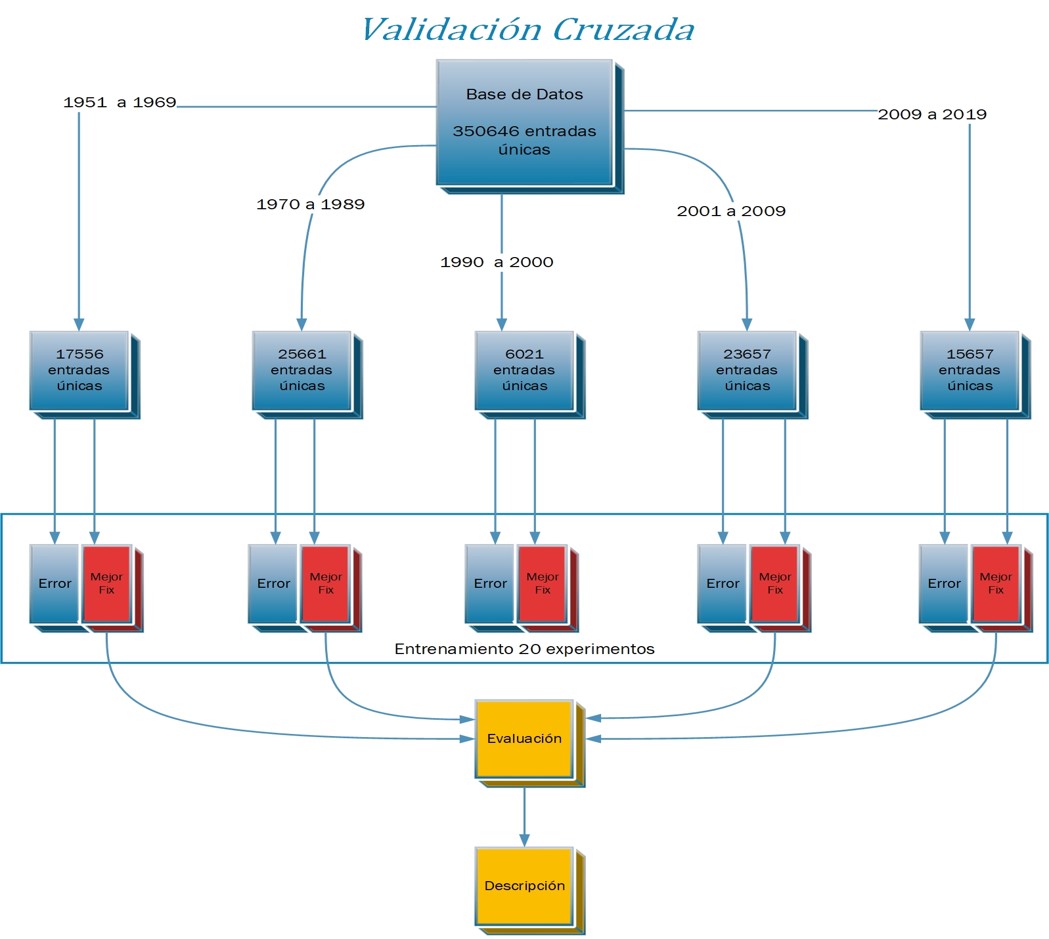 Validación Cruzada
Base de Datos
350646 entradas
únicas
1951 a 1969
2009 a 2019
1970 a 1989
2001 a 2009
1990 a 2000
17556
entradas
únicas
25661
entradas
únicas
6021
entradas
únicas
23657
entradas
únicas
15657
entradas
únicas
Error
Mejor
Fix
Error
Mejor
Fix
Error
Mejor
Fix
Error
Mejor
Fix
Error
Mejor
Fix
Entrenamiento 20 experimentos
Evaluación
Descripción